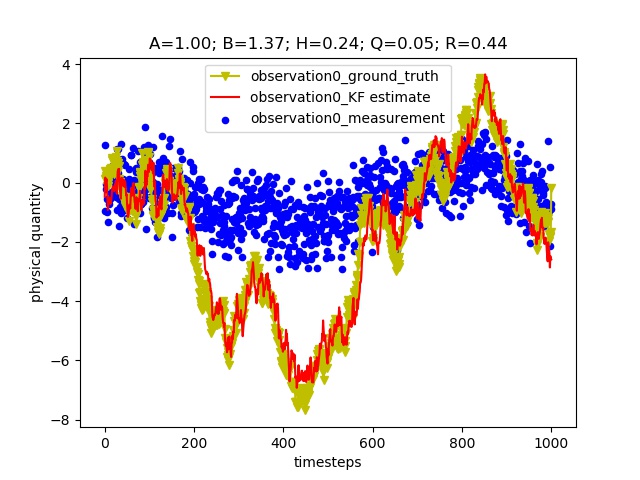 A=1.00; B=1.37; H=0.24; Q=0.05; R=0.44
observation0_ground_truth
observation0_KF estimate
observation0_measurement
physical quantity
4
2
0
−2
−4
−6
−8
0 200 400 600 800 1000
timesteps